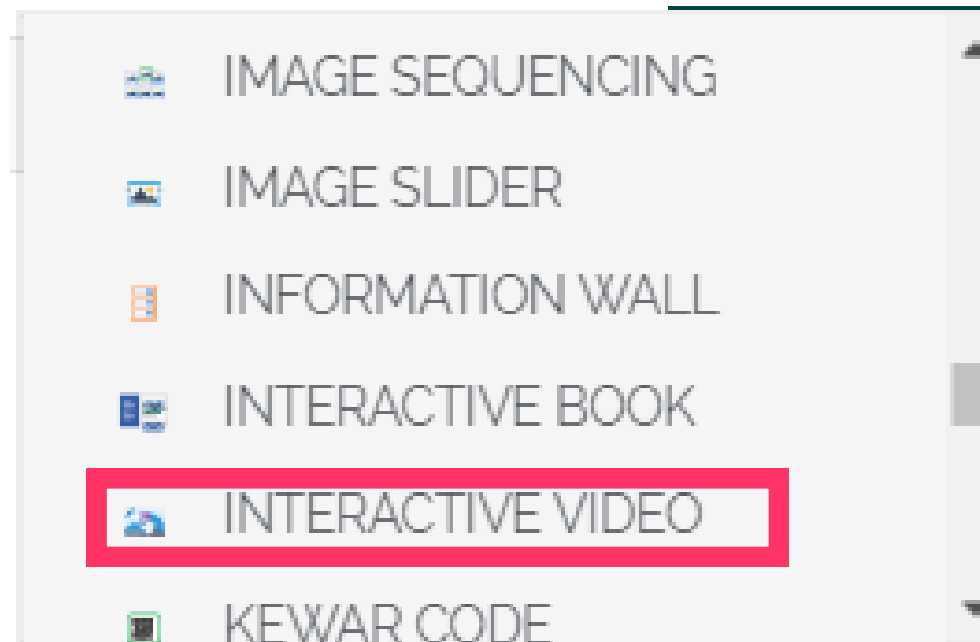 IMAGE SEQUENCING
IMAGE SLIDER
INFORMATION WALL
INTERACTIVE BOOK
INTERACTIVE VIDEO
KEWAR CODE